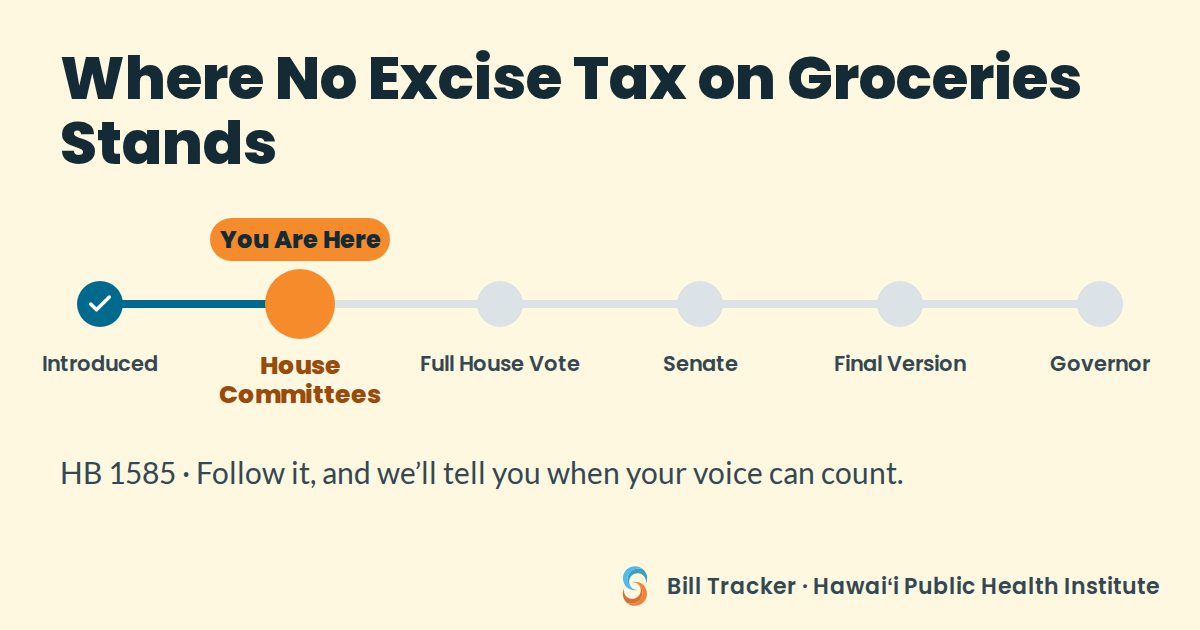 Where No Excise Tax on Groceries
Stands
You Are Here
Introduced
House
Committees
Full House Vote
Senate
Final Version
Governor
HB 1585 · Follow it, and we’ll tell you when your voice can count.
Bill Tracker · Hawaiʻi Public Health Institute